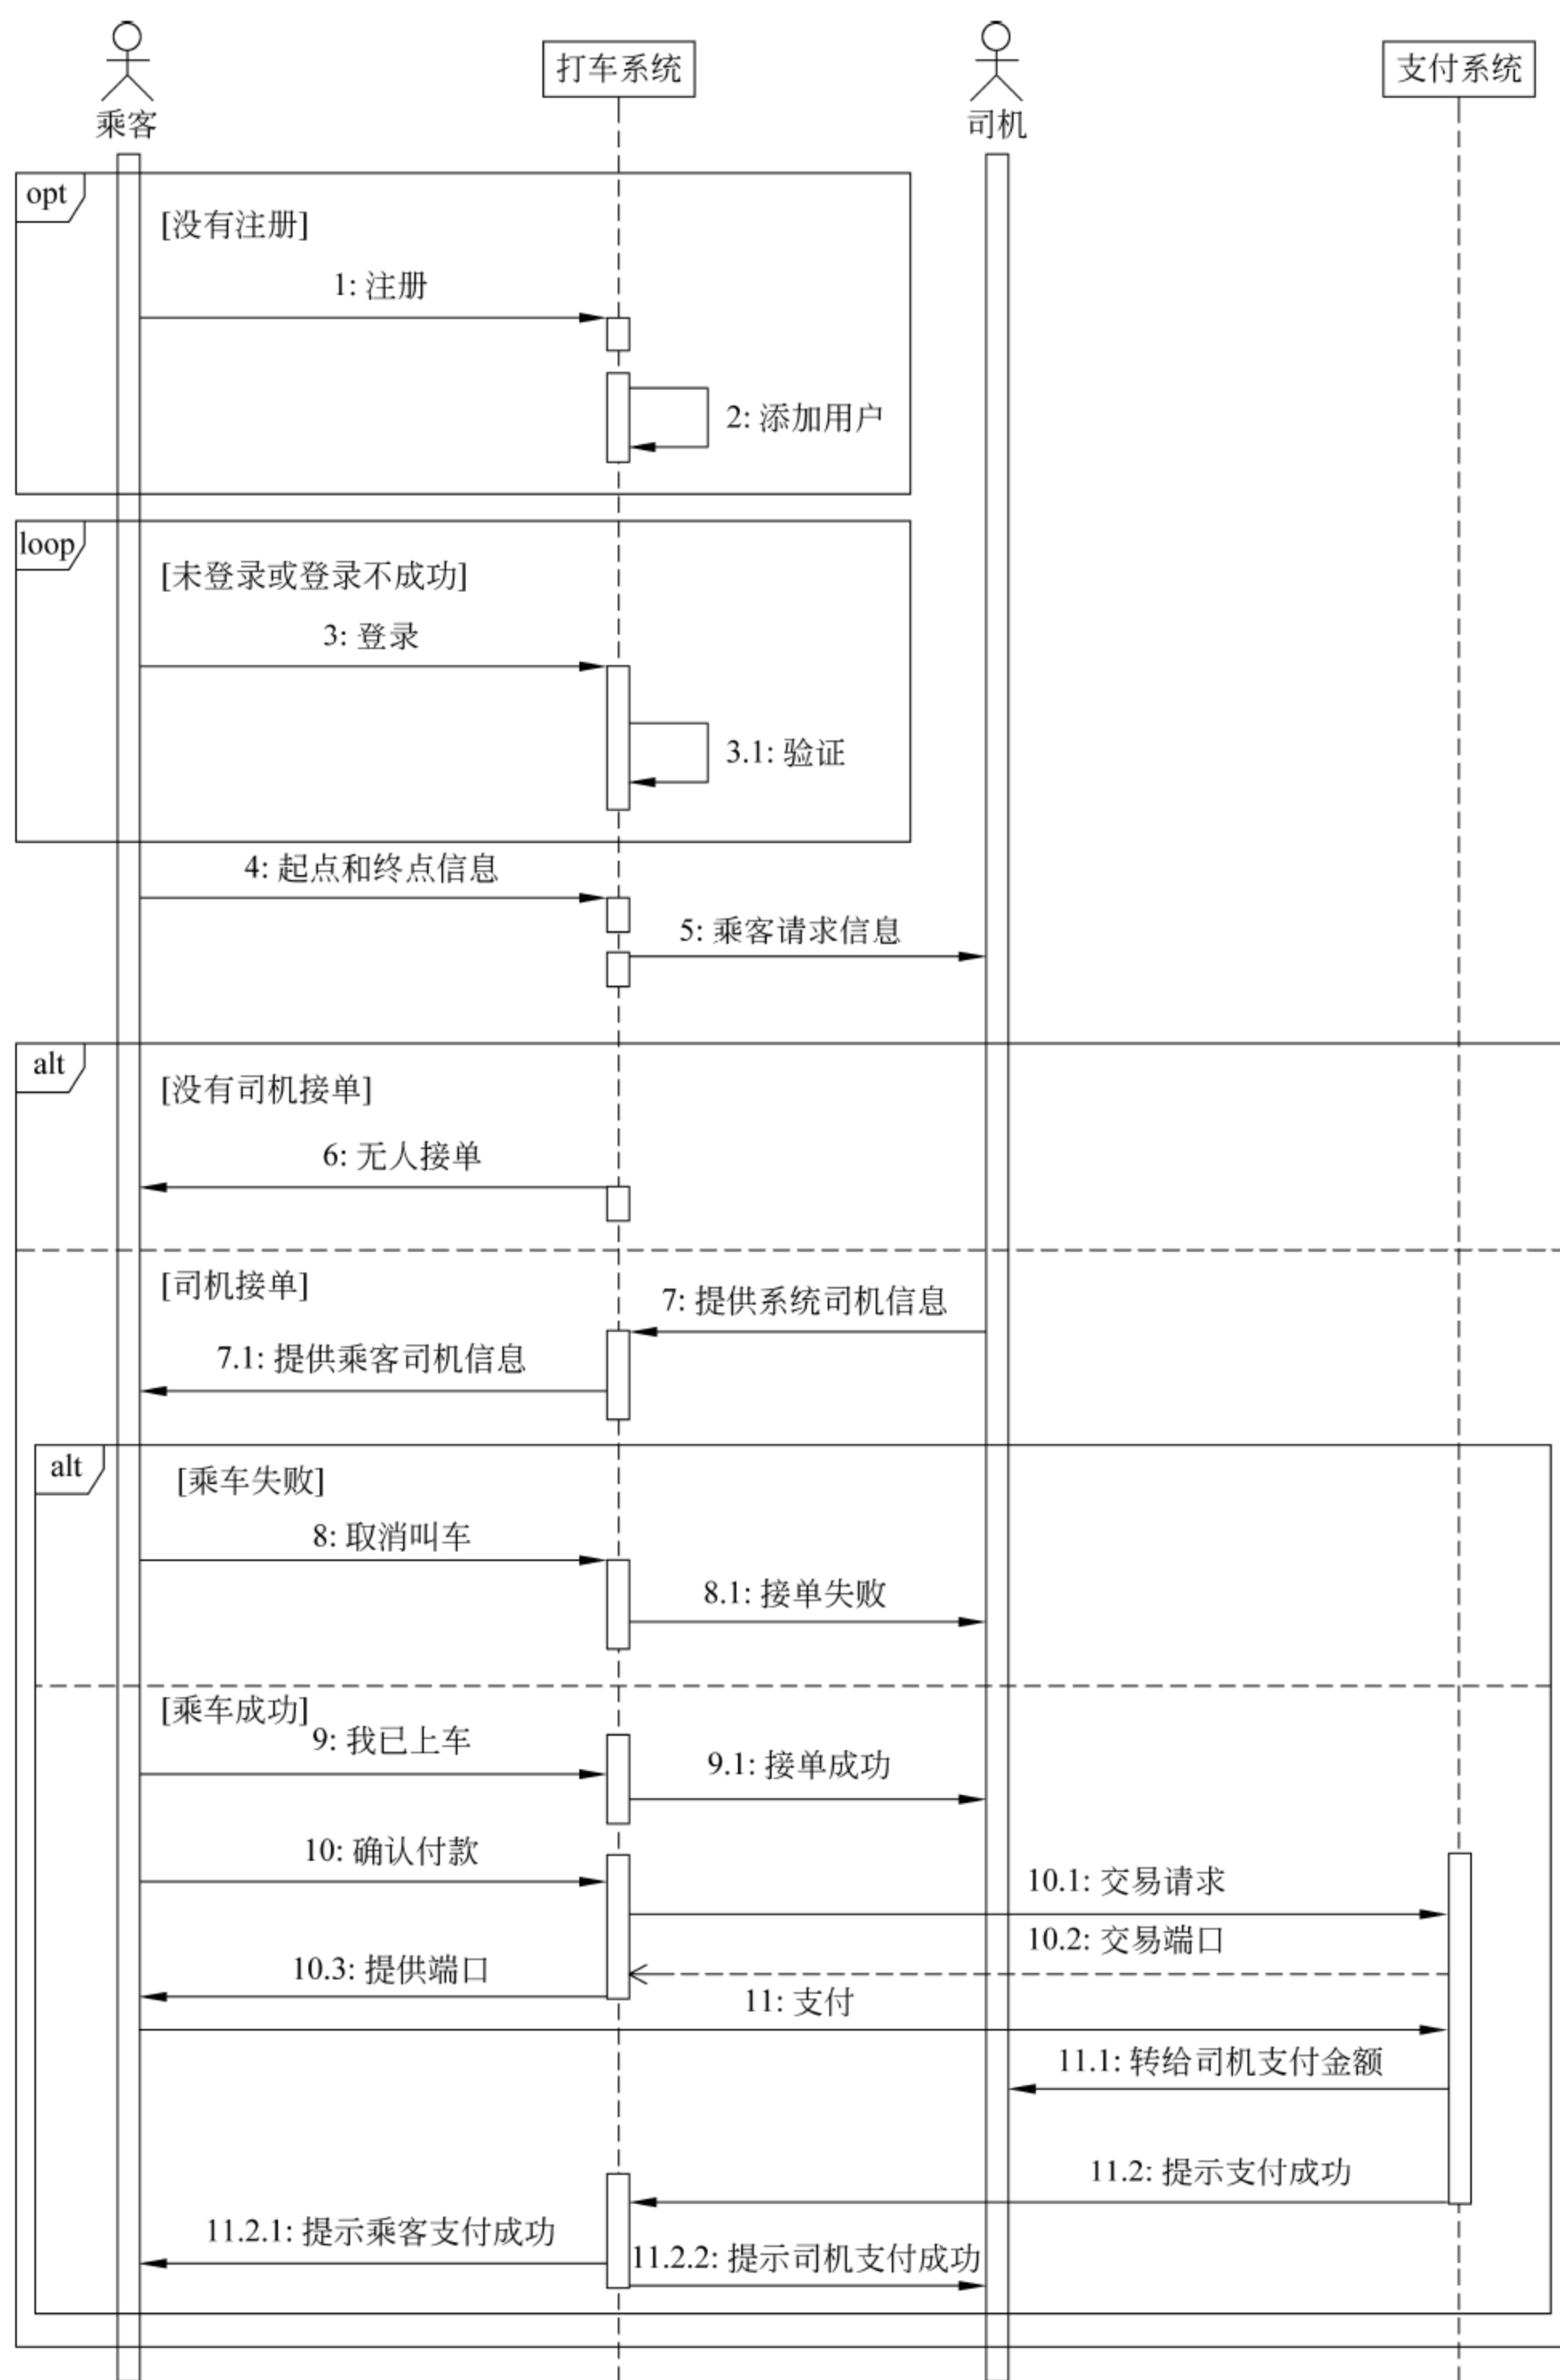 乘客
打车系统
司机
支付系统
opt
[没有注册]
1: 注册
2: 添加用户
loop
[未登录或登录不成功]
3: 登录
3.1: 验证
4: 起点和终点信息
5: 乘客请求信息
alt
[没有司机接单]
6: 无人接单
[司机接单]
7: 提供系统司机信息
7.1: 提供乘客司机信息
alt
[乘车失败]
8: 取消叫车
8.1: 接单失败
[乘车成功]
9: 我已上车
9.1: 接单成功
10: 确认付款
10.1: 交易请求
10.2: 交易端口
10.3: 提供端口
11: 支付
11.1: 转给司机支付金额
11.2: 提示支付成功
11.2.1: 提示乘客支付成功
11.2.2: 提示司机支付成功